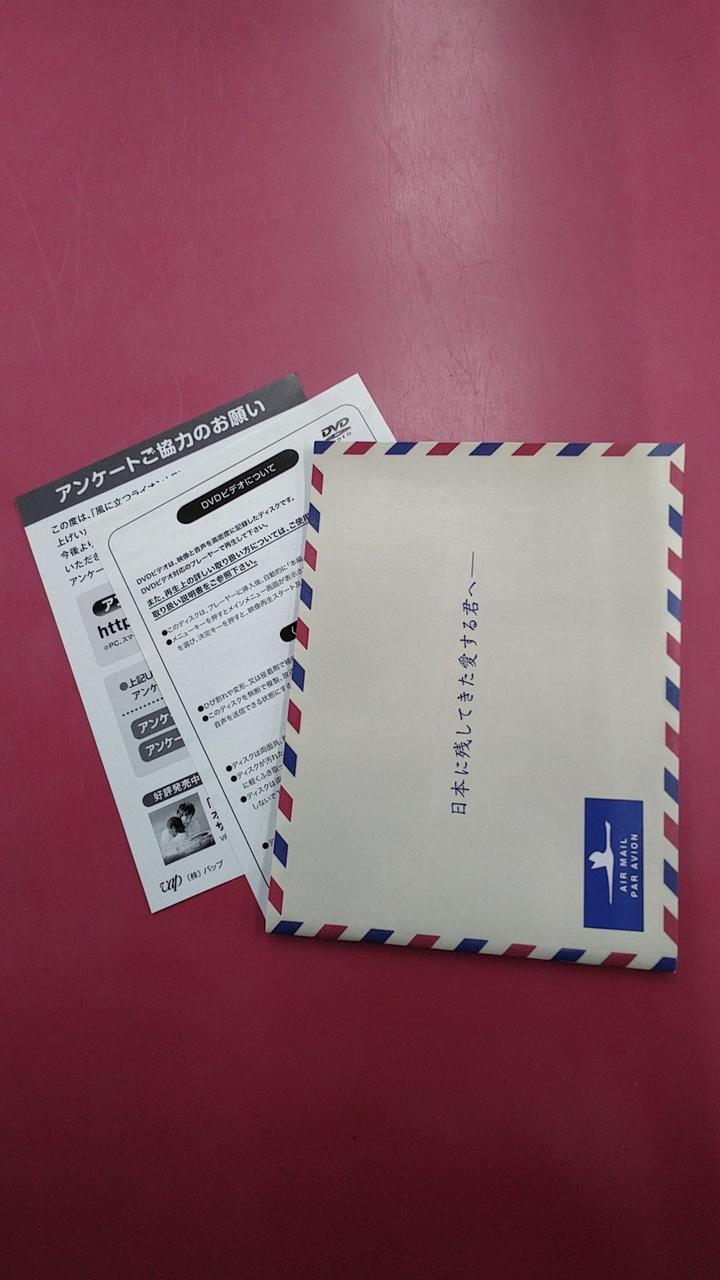 アンケートご協力のお願い
この度は、「風に立つライオン
上げい
今後より
いただき
アンケー
http
※PC、スマ
●上記U
アンケ
アンケー
アンケー
好評発売中
vap (株)バップ
DVD
DVDビデオについて
DVDビデオは、映像と音声を高密度に記録したディスクです。
DVDビデオ対応のプレーヤーで再生して下さい。
また、再生上の詳しい取り扱い方については、ご使用
取り扱い説明書をご参照下さい。
●このディスクは、プレーヤーに挿入後、自動的に「本編
●メニューキーを押すとメインメニュー画面が表示さ
を選び、決定キーを押すと、映像再生スタート
●ひび割れや変形、又は接着剤で補
●このディスクを無断で複製、放
音声を送信できる状態にする
●ディスクは両面共、
●ディスクが汚れた
に軽くふき取っ
●ディスクは
しないで
日本に残してきた愛する君へ―
AIR MAIL
PAR AVION